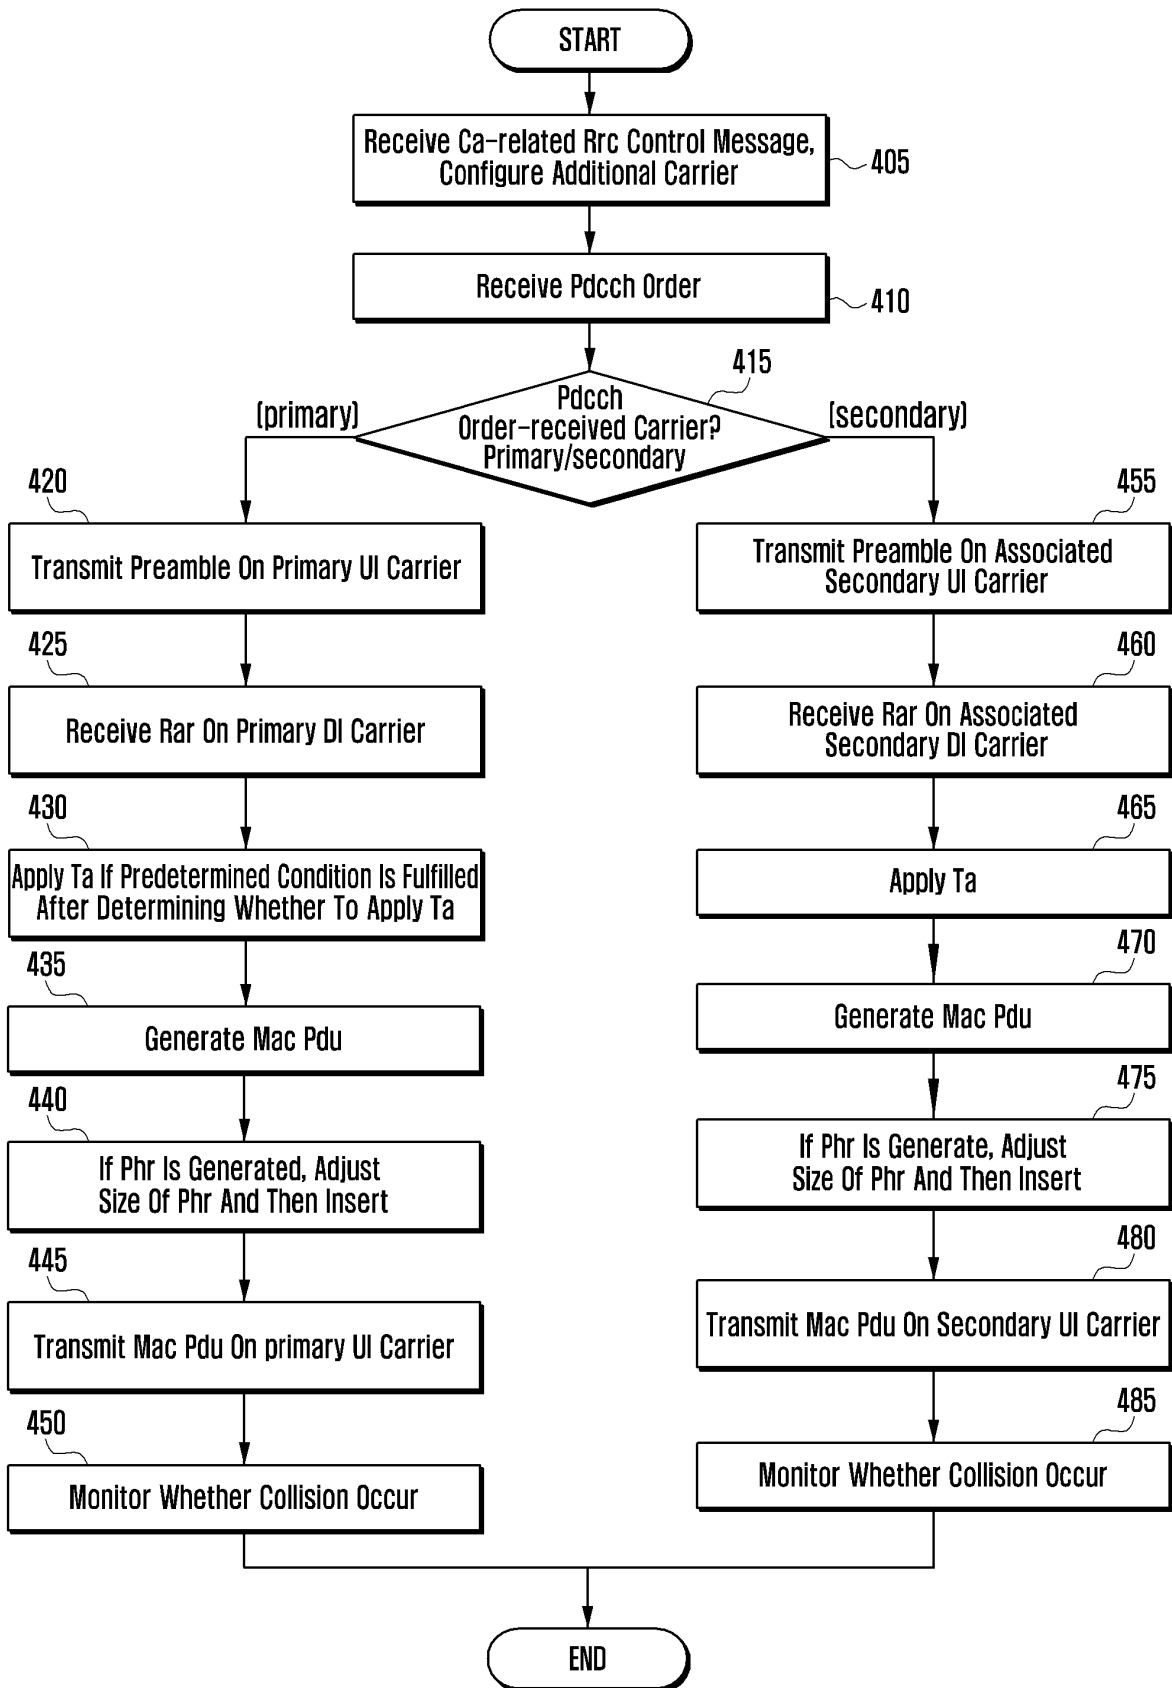 START
Receive Ca-related Rrc Control Message,
Configure Additional Carrier
405
Receive Pdcch Order
410
415
Pdcch
Order-received Carrier?
Primary/secondary
(primary)
(secondary)
420
Transmit Preamble On Primary Ul Carrier
425
Receive Rar On Primary Dl Carrier
430
Apply Ta If Predetermined Condition Is Fulfilled
After Determining Whether To Apply Ta
435
Generate Mac Pdu
440
If Phr Is Generated, Adjust
Size Of Phr And Then Insert
445
Transmit Mac Pdu On primary Ul Carrier
450
Monitor Whether Collision Occur
455
Transmit Preamble On Associated
Secondary Ul Carrier
460
Receive Rar On Associated
Secondary Dl Carrier
465
Apply Ta
470
Generate Mac Pdu
475
If Phr Is Generate, Adjust
Size Of Phr And Then Insert
480
Transmit Mac Pdu On Secondary Ul Carrier
485
Monitor Whether Collision Occur
END